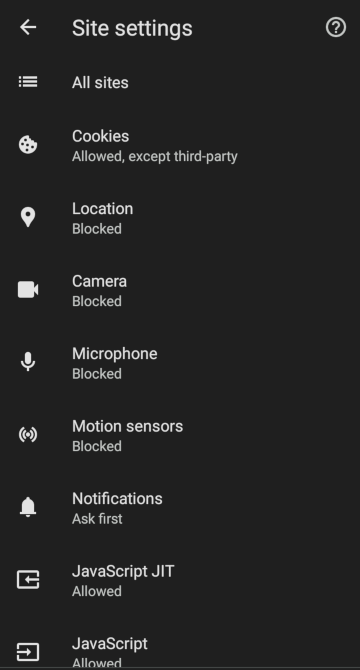 Site settings
All sites
Cookies
Allowed, except third-party
Location
Blocked
Camera
Blocked
Microphone
Blocked
Motion sensors
Blocked
Notifications
Ask first
JavaScript JIT
Allowed
JavaScript
Allowed